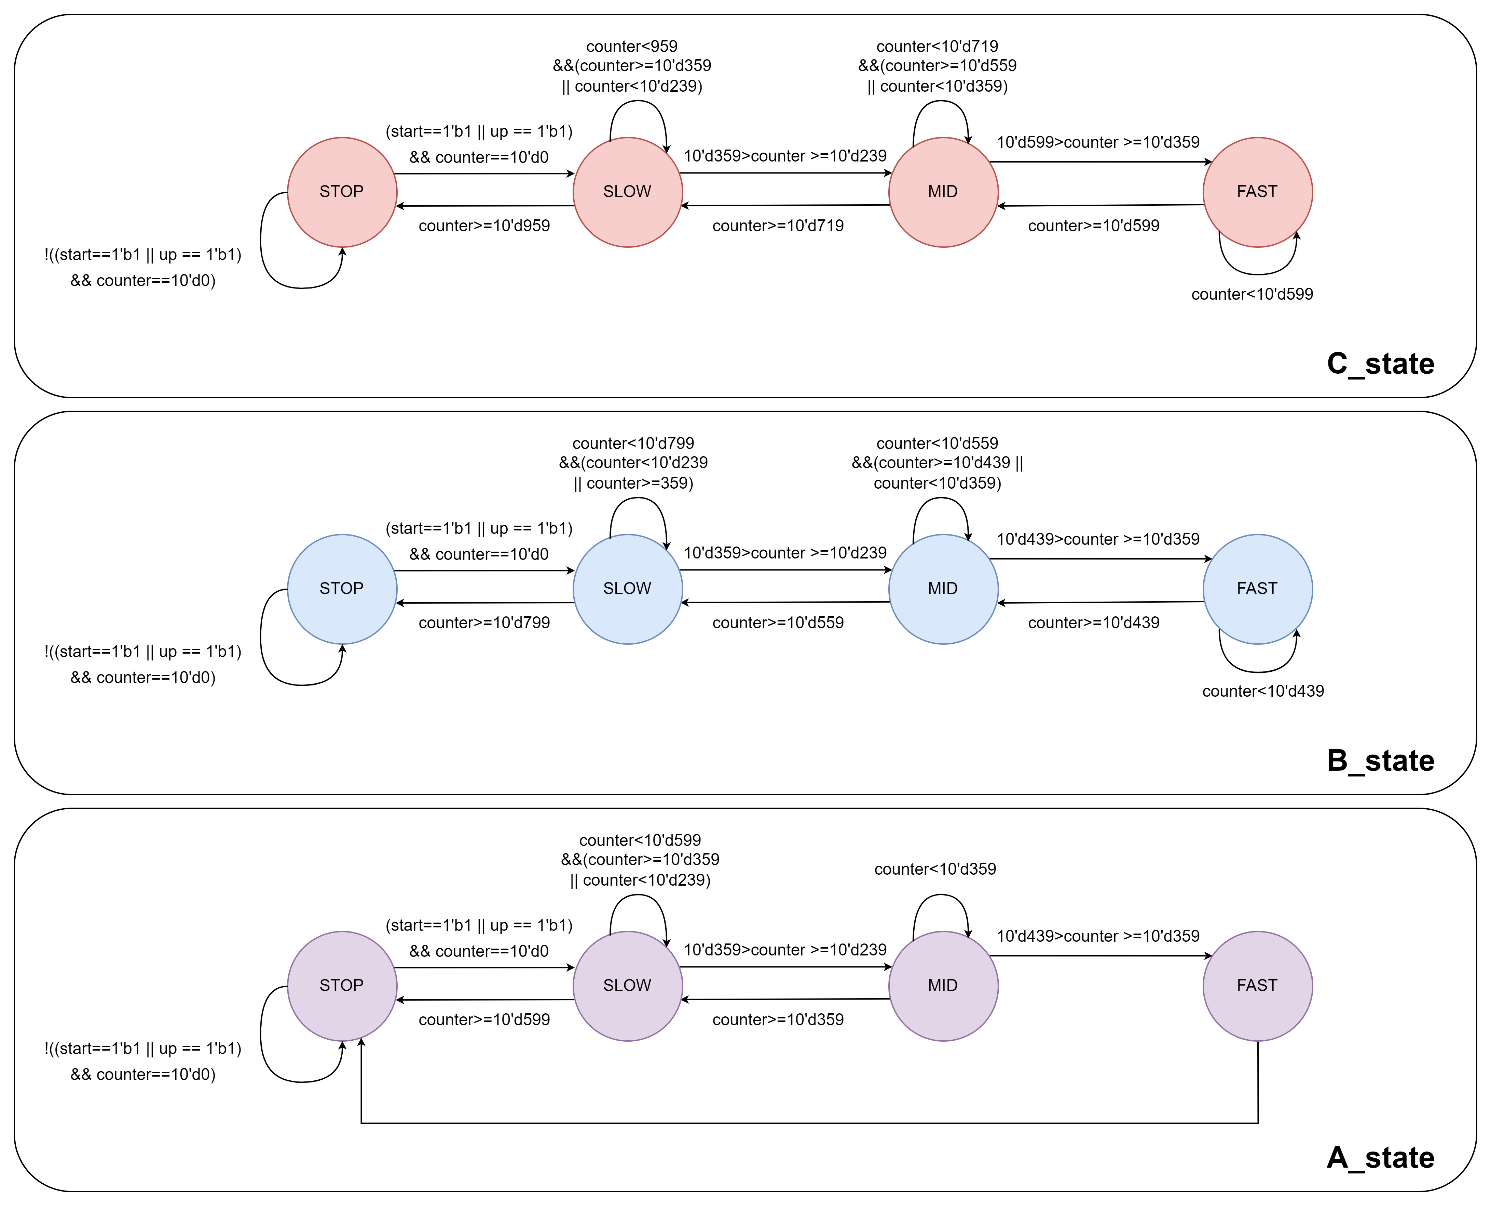 counter<959
&&(counter>=10'd359
|| counter<10'd239)
counter<10'd719
&&(counter>=10'd559
|| counter<10'd359)
(start==1'b1 || up == 1'b1)
&& counter==10'd0
10'd359>counter >=10'd239
10'd599>counter >=10'd359
STOP
SLOW
MID
FAST
counter>=10'd959
counter>=10'd719
counter>=10'd599
!((start==1'b1 || up == 1'b1)
&& counter==10'd0)
counter<10'd599
C_state
counter<10'd799
&&(counter<10'd239
|| counter>=359)
counter<10'd559
&&(counter>=10'd439 ||
counter<10'd359)
(start==1'b1 || up == 1'b1)
&& counter==10'd0
10'd359>counter >=10'd239
10'd439>counter >=10'd359
STOP
SLOW
MID
FAST
counter>=10'd799
counter>=10'd559
counter>=10'd439
!((start==1'b1 || up == 1'b1)
&& counter==10'd0)
counter<10'd439
B_state
counter<10'd599
&&(counter>=10'd359
|| counter<10'd239)
counter<10'd359
(start==1'b1 || up == 1'b1)
&& counter==10'd0
10'd359>counter >=10'd239
10'd439>counter >=10'd359
STOP
SLOW
MID
FAST
counter>=10'd599
counter>=10'd359
!((start==1'b1 || up == 1'b1)
&& counter==10'd0)
A_state